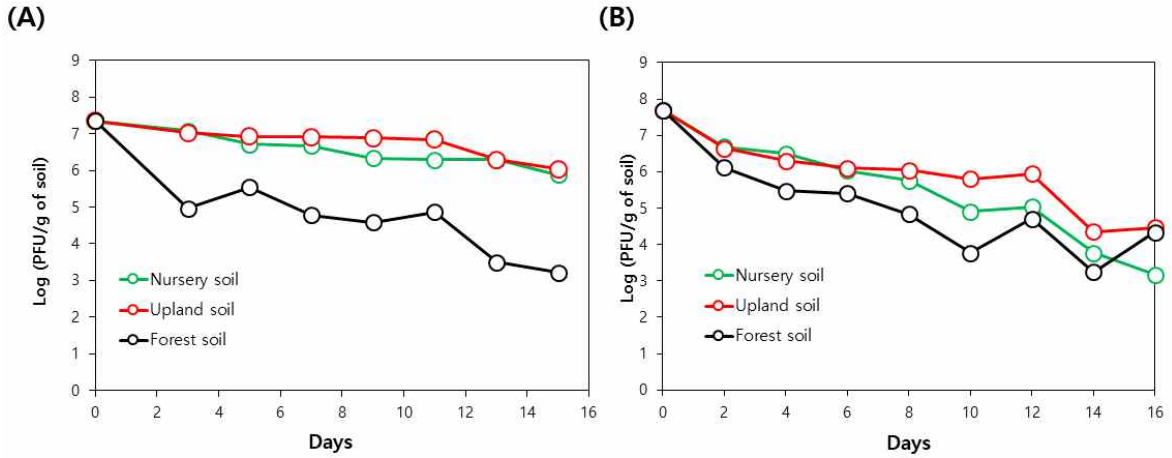 (A)
Log (PFU/g of soil)
9
8
7
6
5
4
3
2
1
0
Nursery soil
Upland soil
Forest soil
0 2 4 6 8 10 12 14 16
Days
(B)
Log (PFU/g of soil)
9
8
7
6
5
4
3
2
1
0
Nursery soil
Upland soil
Forest soil
0 2 4 6 8 10 12 14 16
Days